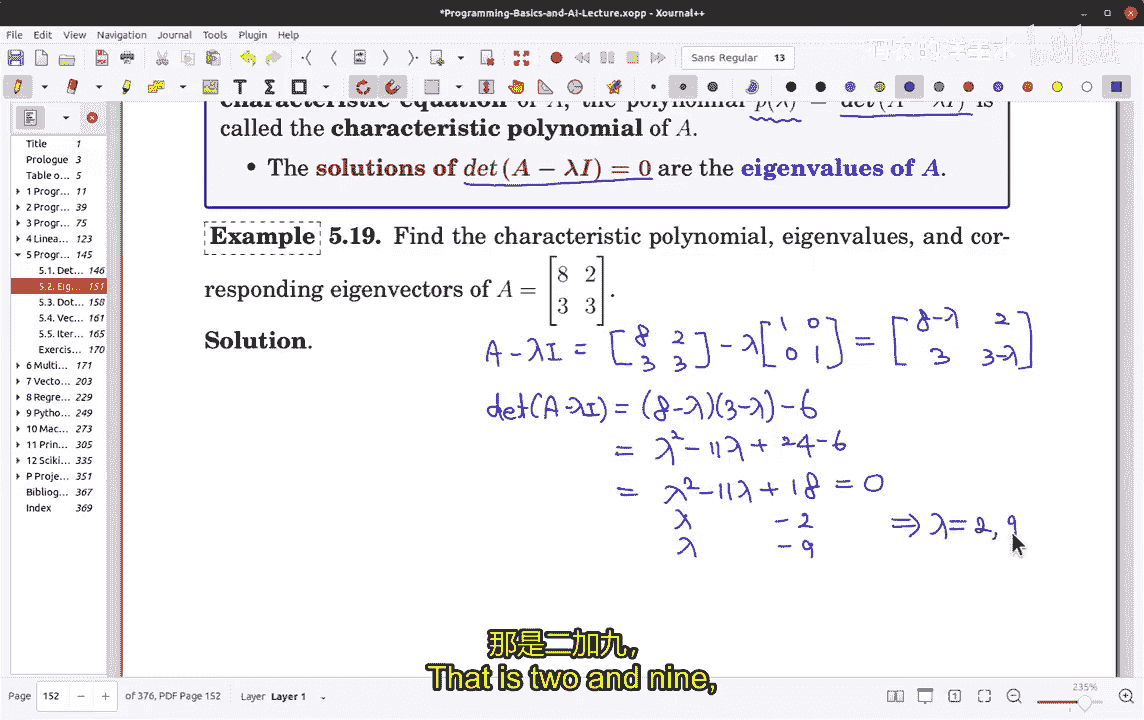 *Programming-Basics-and-AI-Lecture.xopp - Xournal++
File Edit View Navigation Journal Tools Plugin Help
Sans Regular 13
Title 1
Prologue 3
Table o... 5
1 Progr... 11
2 Progr... 39
3 Progr... 75
4 Linea... 123
5 Progr... 145
5.1. Det... 146
5.2. Eig... 151
5.3. Dot... 158
5.4. Vec... 161
5.5. Iter... 165
Exercis... 170
6 Multi... 171
7 Vecto... 203
8 Regre... 229
9 Pytho... 249
10 Mac... 273
11 Prin... 305
12 Sciki... 335
P Proje... 351
Bibliog... 367
Index 369
characteristic equation of A, the polynomial p(λ) = det(A − λI) is
called the characteristic polynomial of A.
• The solutions of det (A − λI) = 0 are the eigenvalues of A.
Example 5.19. Find the characteristic polynomial, eigenvalues, and cor-
responding eigenvectors of A = [8 2 3 3].
Solution.
A − λI = [8 2 3 3] − λ[1 0 0 1] = [8−λ 2 3 3−λ]
det(A−λI) = (8−λ)(3−λ) − 6
= λ² − 11λ + 24 − 6
= λ² − 11λ + 18 = 0
λ − 2 ⇒ λ = 2, 9
λ − 9
那是二加九，
That is two and nine,
Page 152 − + of 376, PDF Page 152 Layer Layer 1 235%